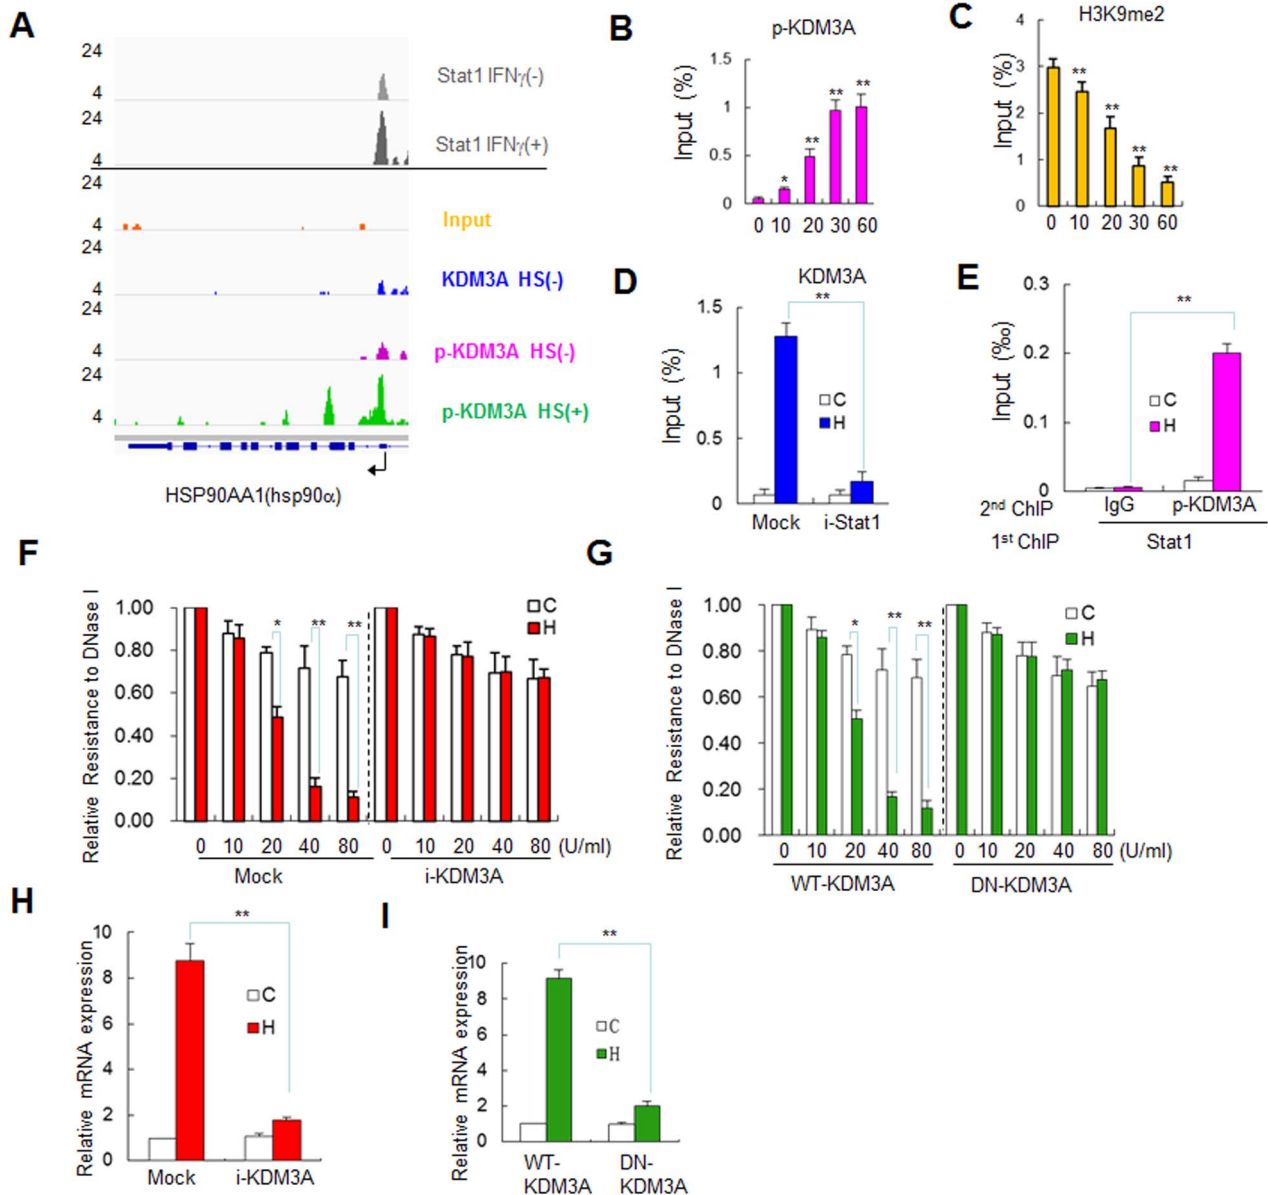 A
24
4
Stat1 IFNγ(-)
24
4
Stat1 IFNγ(+)
24
4
Input
24
4
KDM3A HS(-)
24
4
p-KDM3A HS(-)
24
4
p-KDM3A HS(+)
HSP90AA1(hsp90α)
B
p-KDM3A
Input (%)
1.5
1
0.5
0
* ** ** **
0 10 20 30 60
C
H3K9me2
Input (%)
4
3
2
1
0
** ** ** **
0 10 20 30 60
D
KDM3A
**
Input (%)
1.5
1
0.5
0
C
H
Mock i-Stat1
E
**
Input (‰)
0.3
0.2
0.1
0
C
H
2nd ChIP IgG p-KDM3A
1st ChIP Stat1
F
Relative Resistance to DNase I
1.00
0.80
0.60
0.40
0.20
0.00
* ** **
C
H
0 10 20 40 80 0 10 20 40 80 (U/ml)
Mock i-KDM3A
G
Relative Resistance to DNase I
1.00
0.80
0.60
0.40
0.20
0.00
* ** **
C
H
0 10 20 40 80 0 10 20 40 80 (U/ml)
WT-KDM3A DN-KDM3A
H
**
Relative mRNA expression
10
8
6
4
2
0
C
H
Mock i-KDM3A
I
**
Relative mRNA expression
10
8
6
4
2
0
C
H
WT- DN-
KDM3A KDM3A